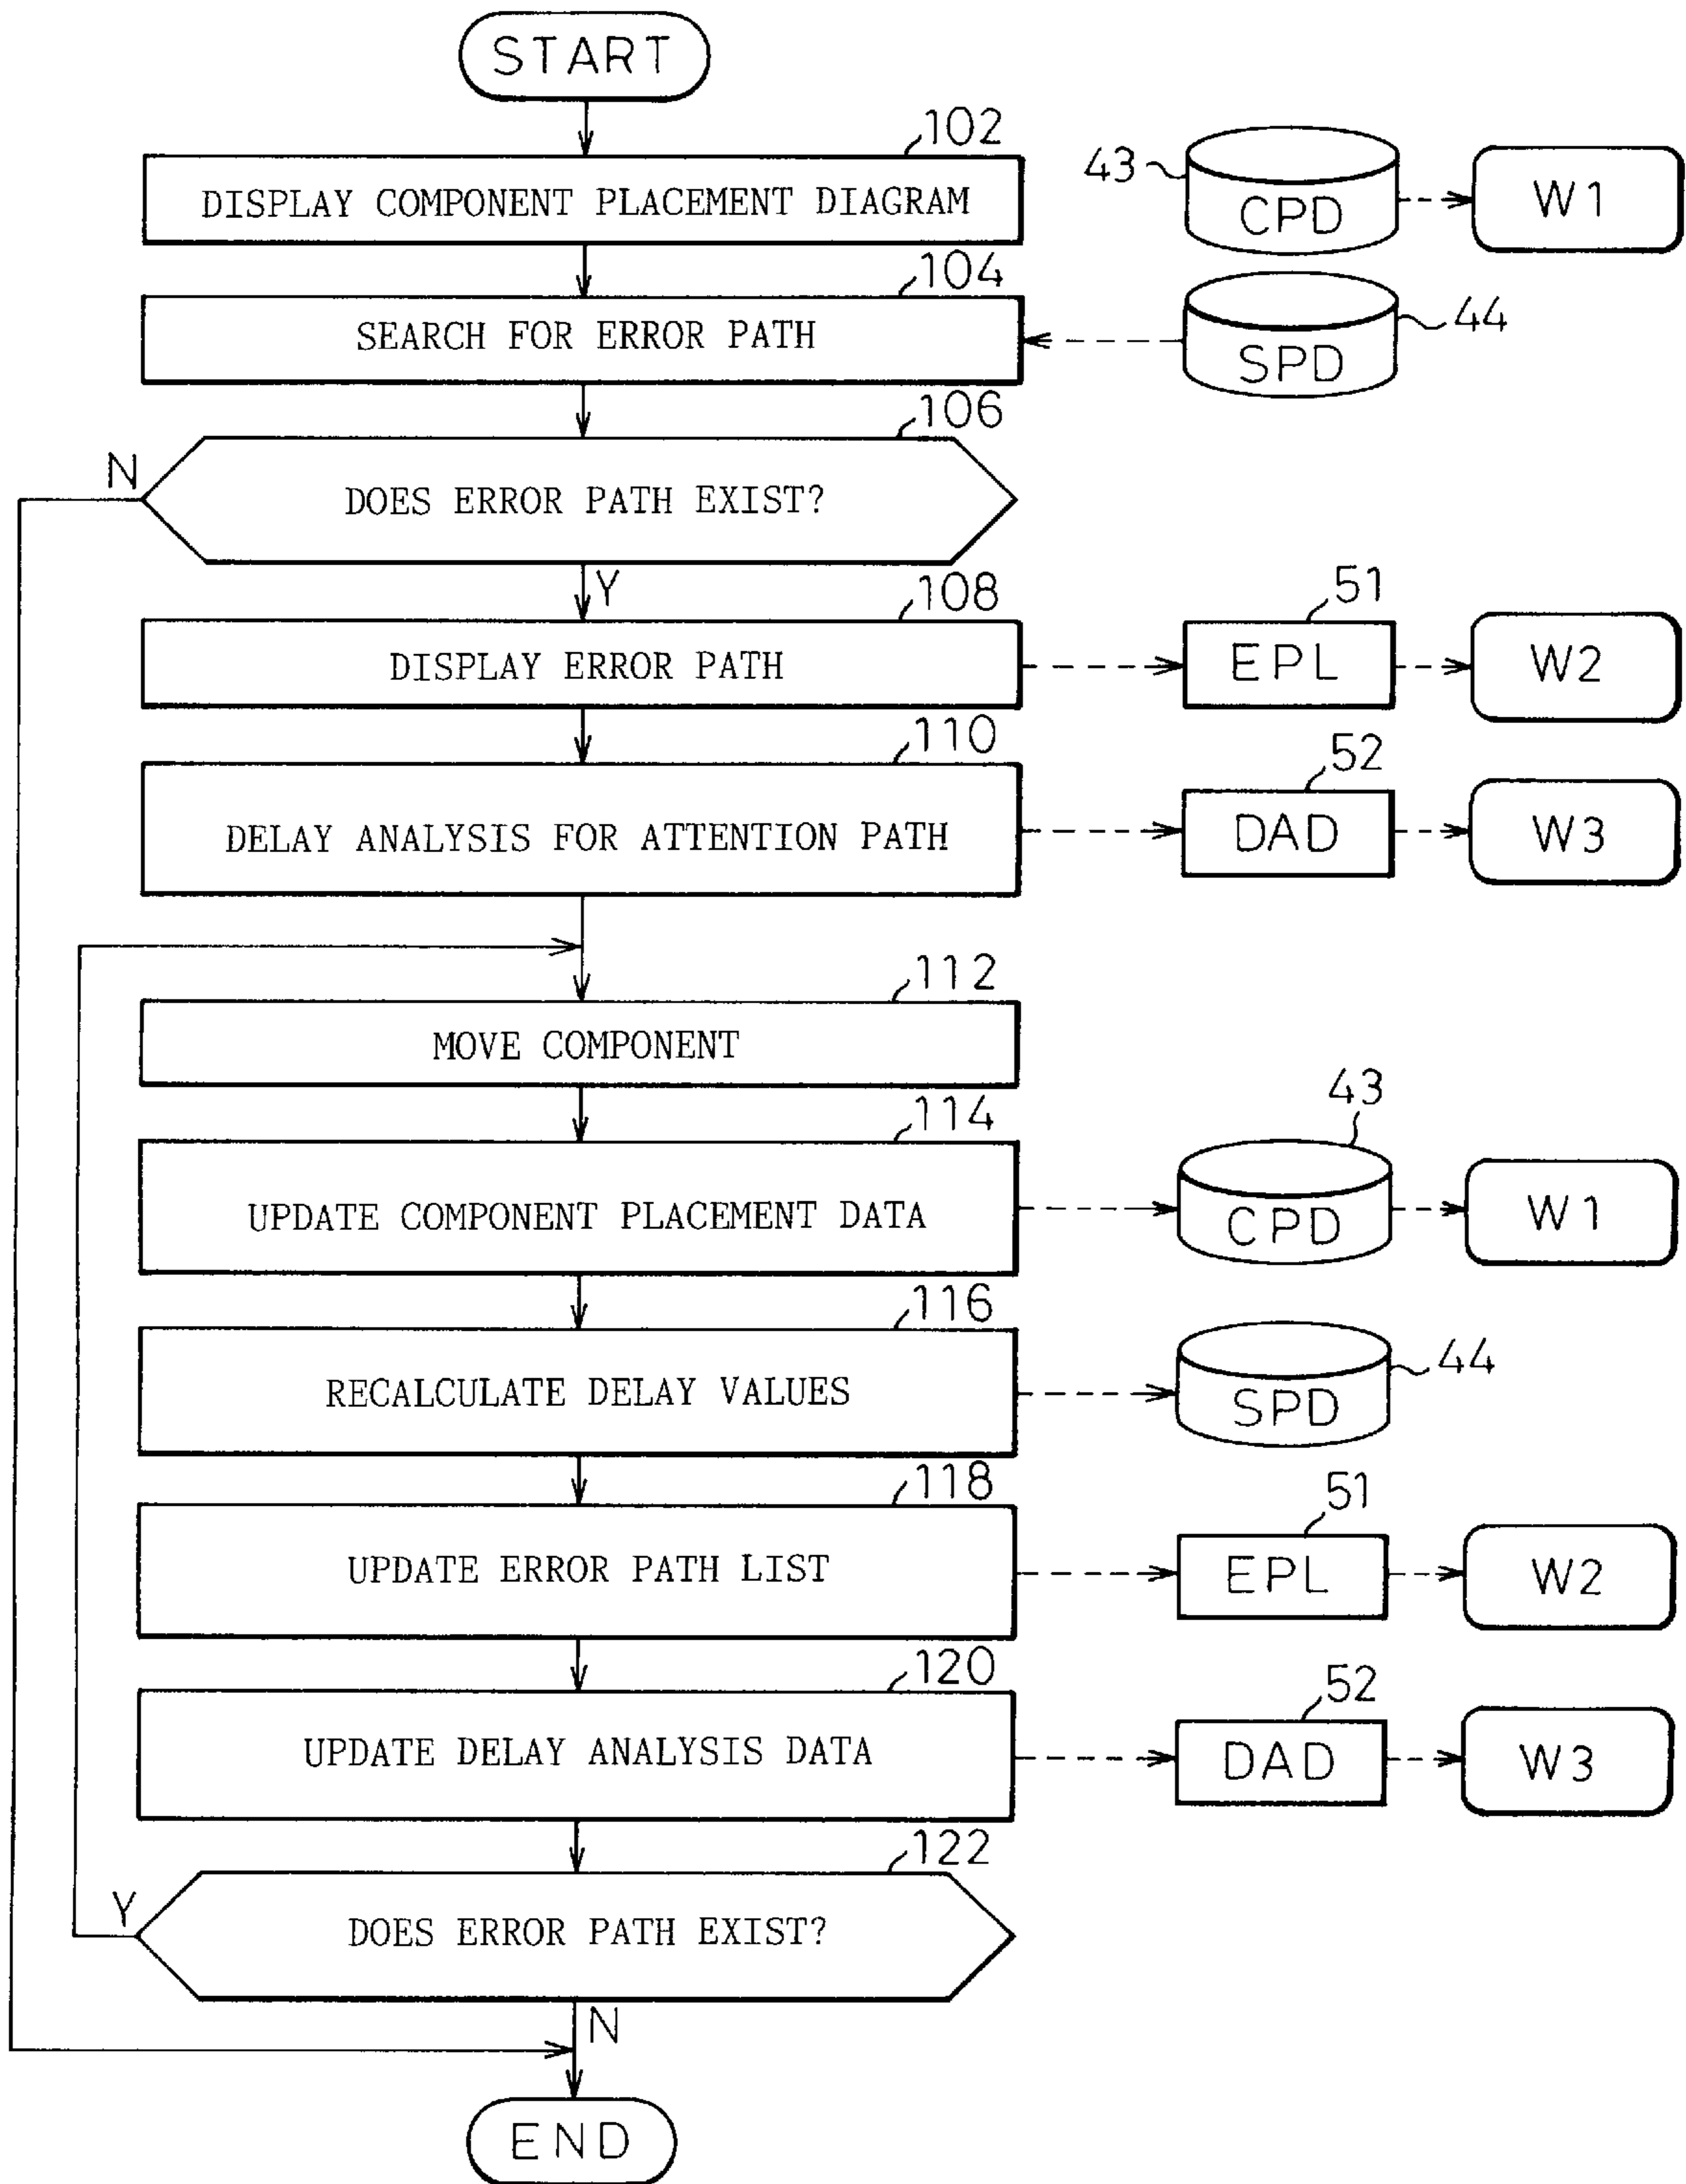 START
102
DISPLAY COMPONENT PLACEMENT DIAGRAM
43
CPD
W1
104
SEARCH FOR ERROR PATH
44
SPD
106
N
DOES ERROR PATH EXIST?
Y
108
DISPLAY ERROR PATH
51
EPL
W2
110
DELAY ANALYSIS FOR ATTENTION PATH
52
DAD
W3
112
MOVE COMPONENT
114
UPDATE COMPONENT PLACEMENT DATA
43
CPD
W1
116
RECALCULATE DELAY VALUES
44
SPD
118
UPDATE ERROR PATH LIST
51
EPL
W2
120
UPDATE DELAY ANALYSIS DATA
52
DAD
W3
122
Y
DOES ERROR PATH EXIST?
N
END